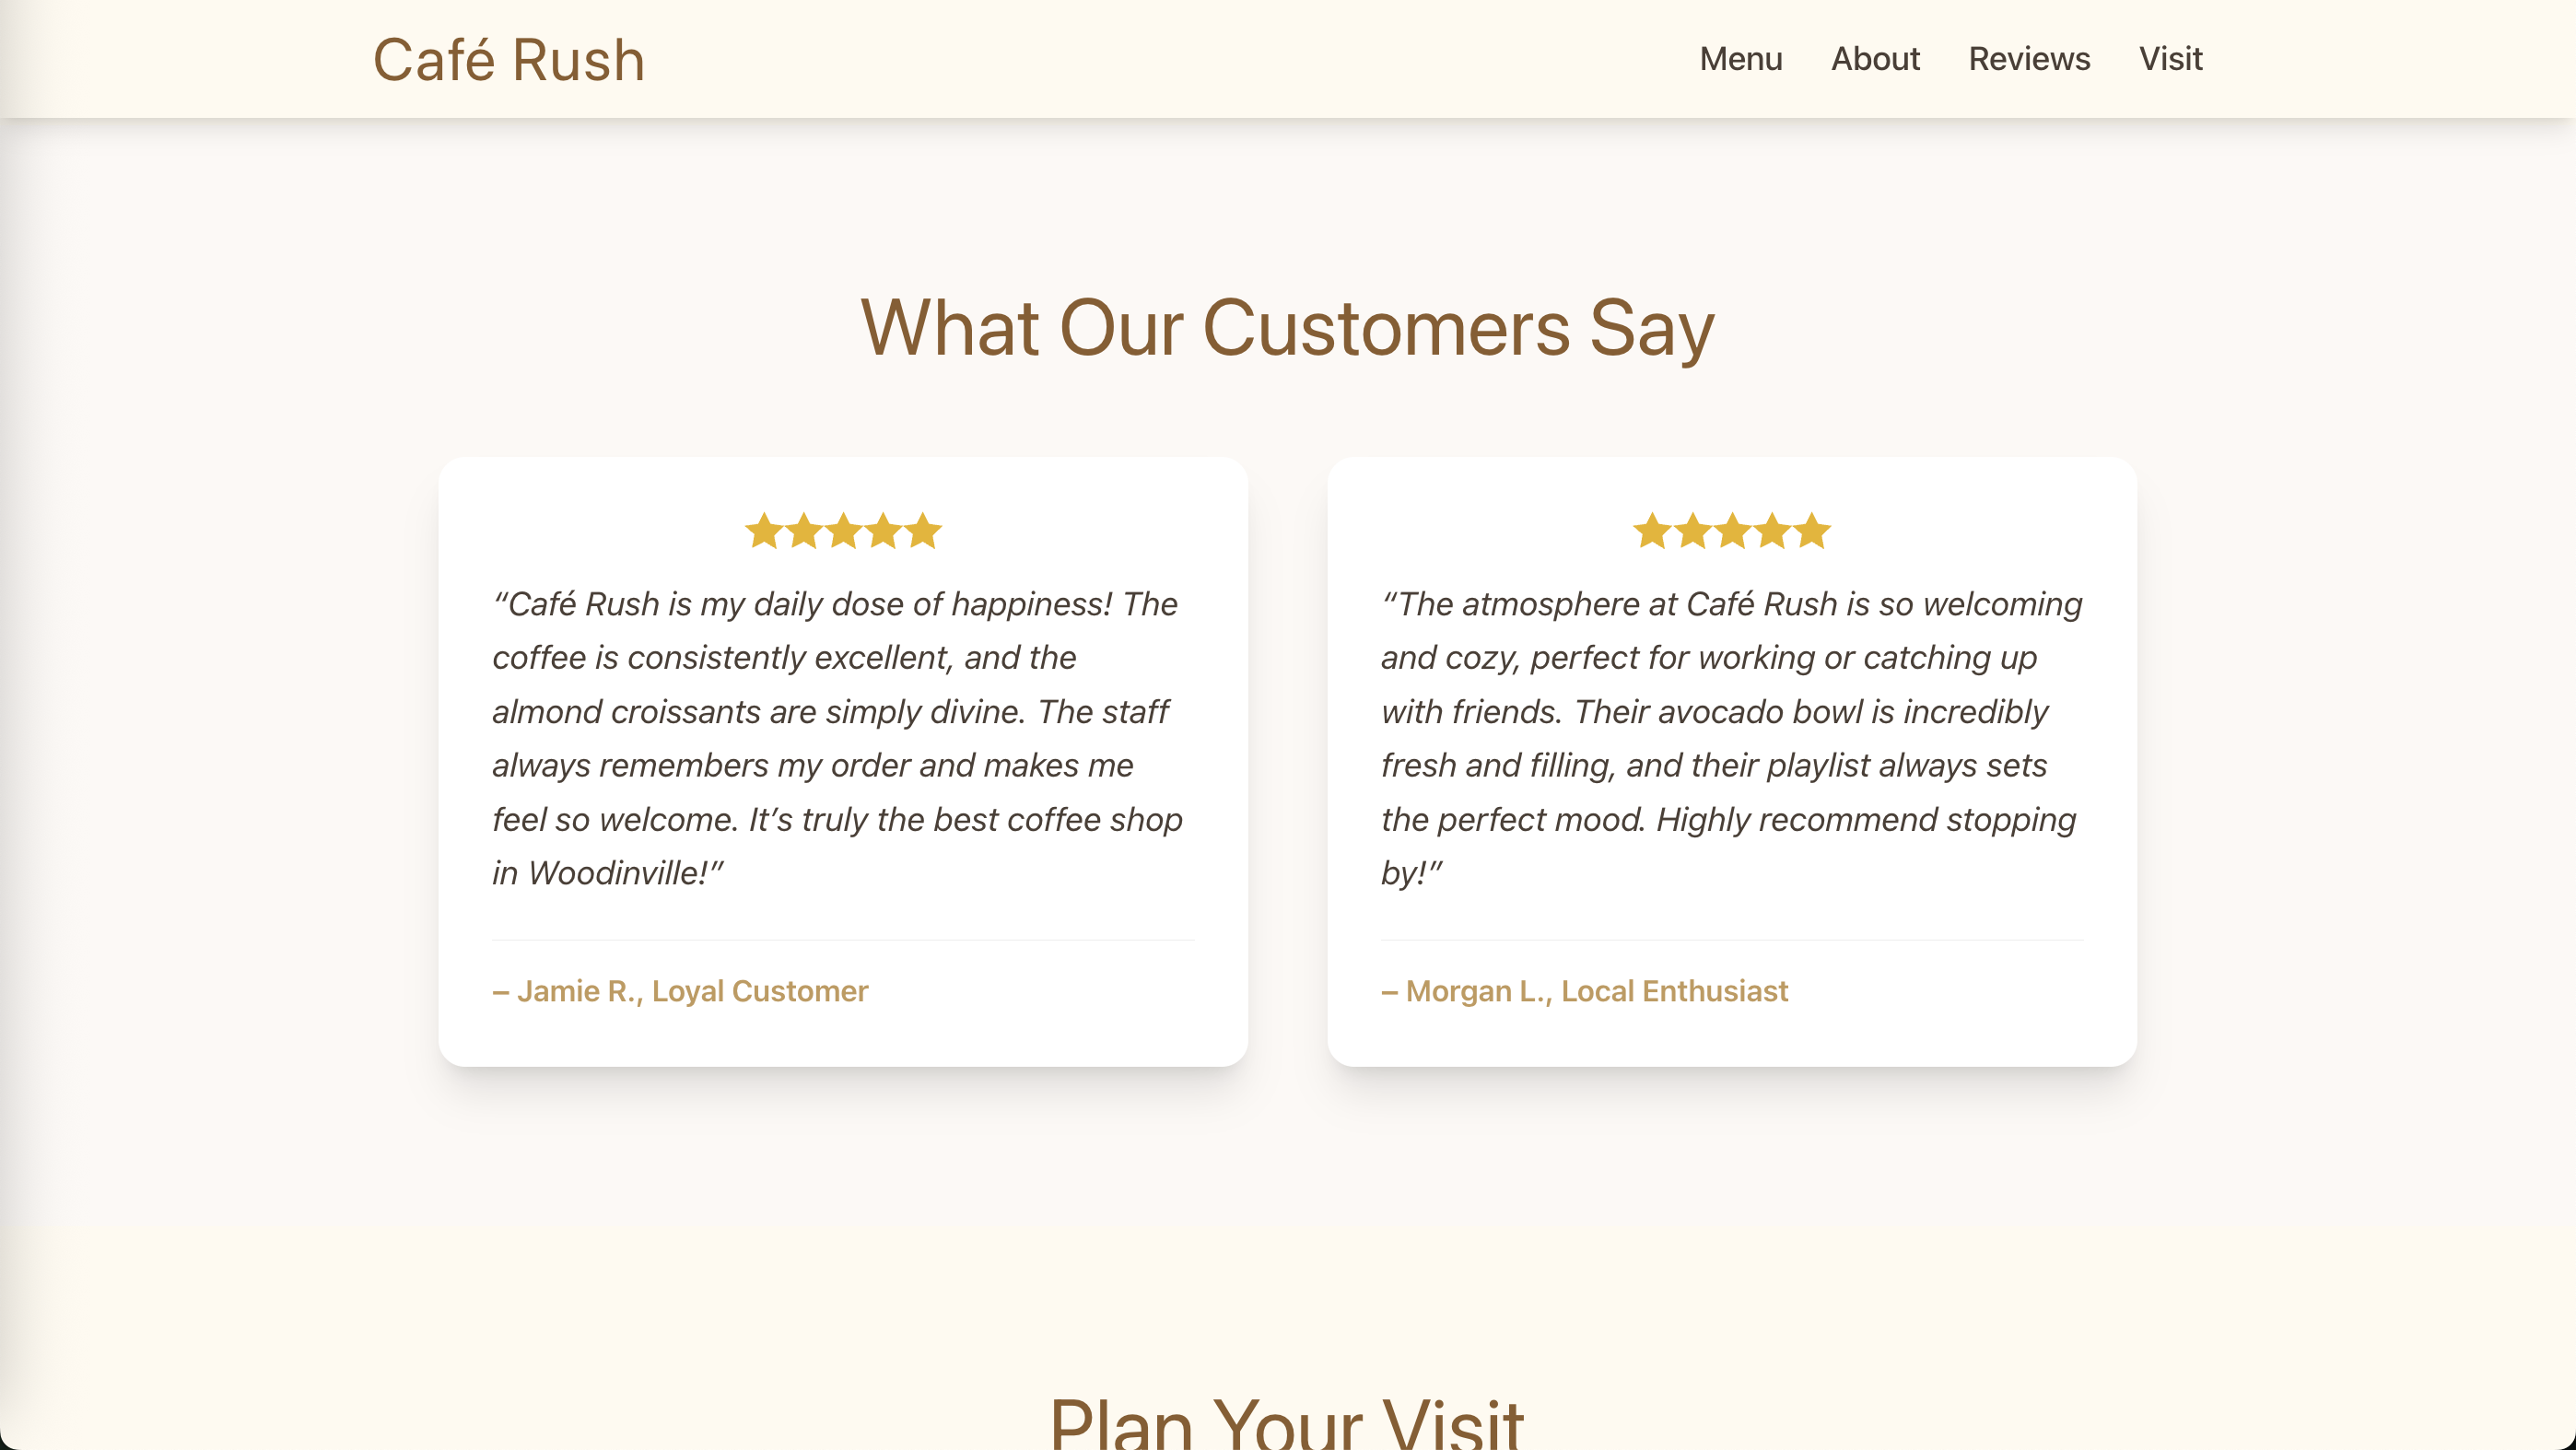 Café Rush
Menu About Reviews Visit
What Our Customers Say
“Café Rush is my daily dose of happiness! The
coffee is consistently excellent, and the
almond croissants are simply divine. The staff
always remembers my order and makes me
feel so welcome. It’s truly the best coffee shop
in Woodinville!”
– Jamie R., Loyal Customer
“The atmosphere at Café Rush is so welcoming
and cozy, perfect for working or catching up
with friends. Their avocado bowl is incredibly
fresh and filling, and their playlist always sets
the perfect mood. Highly recommend stopping
by!”
– Morgan L., Local Enthusiast
Plan Your Visit